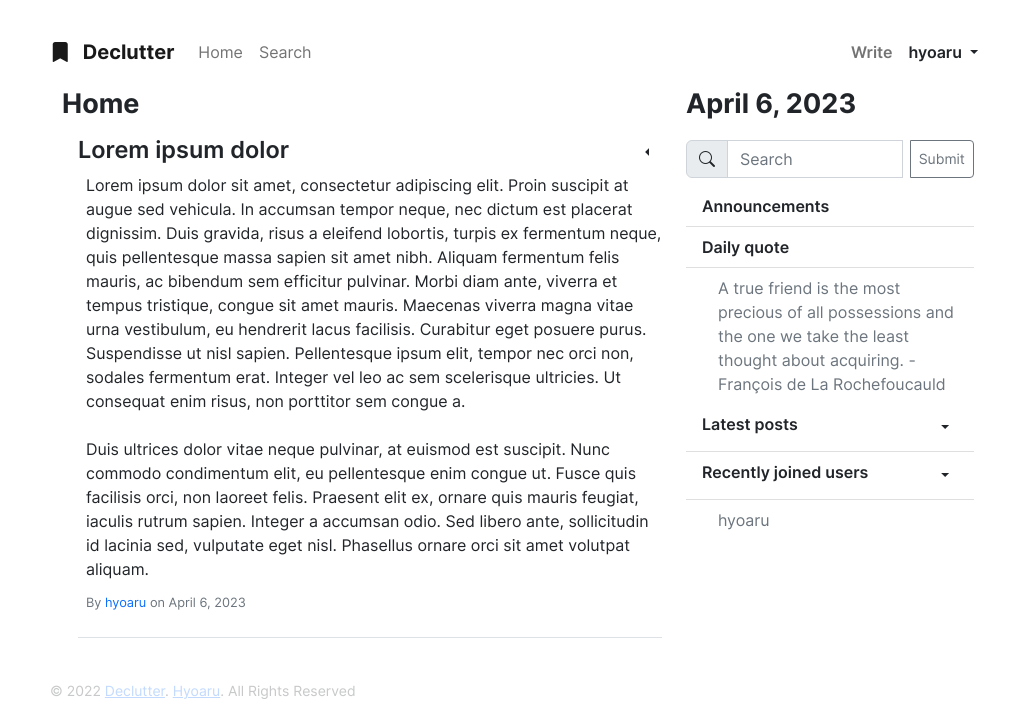 Declutter Home Search Write hyoaru
Home
Lorem ipsum dolor
Lorem ipsum dolor sit amet, consectetur adipiscing elit. Proin suscipit at
augue sed vehicula. In accumsan tempor neque, nec dictum est placerat
dignissim. Duis gravida, risus a eleifend lobortis, turpis ex fermentum neque,
quis pellentesque massa sapien sit amet nibh. Aliquam fermentum felis
mauris, ac bibendum sem efficitur pulvinar. Morbi diam ante, viverra et
tempus tristique, congue sit amet mauris. Maecenas viverra magna vitae
urna vestibulum, eu hendrerit lacus facilisis. Curabitur eget posuere purus.
Suspendisse ut nisl sapien. Pellentesque ipsum elit, tempor nec orci non,
sodales fermentum erat. Integer vel leo ac sem scelerisque ultricies. Ut
consequat enim risus, non porttitor sem congue a.
Duis ultrices dolor vitae neque pulvinar, at euismod est suscipit. Nunc
commodo condimentum elit, eu pellentesque enim congue ut. Fusce quis
facilisis orci, non laoreet felis. Praesent elit ex, ornare quis mauris feugiat,
iaculis rutrum sapien. Integer a accumsan odio. Sed libero ante, sollicitudin
id lacinia sed, vulputate eget nisl. Phasellus ornare orci sit amet volutpat
aliquam.
By hyoaru on April 6, 2023
April 6, 2023
Search Submit
Announcements
Daily quote
A true friend is the most
precious of all possessions and
the one we take the least
thought about acquiring. -
François de La Rochefoucauld
Latest posts
Recently joined users
hyoaru
© 2022 Declutter. Hyoaru. All Rights Reserved